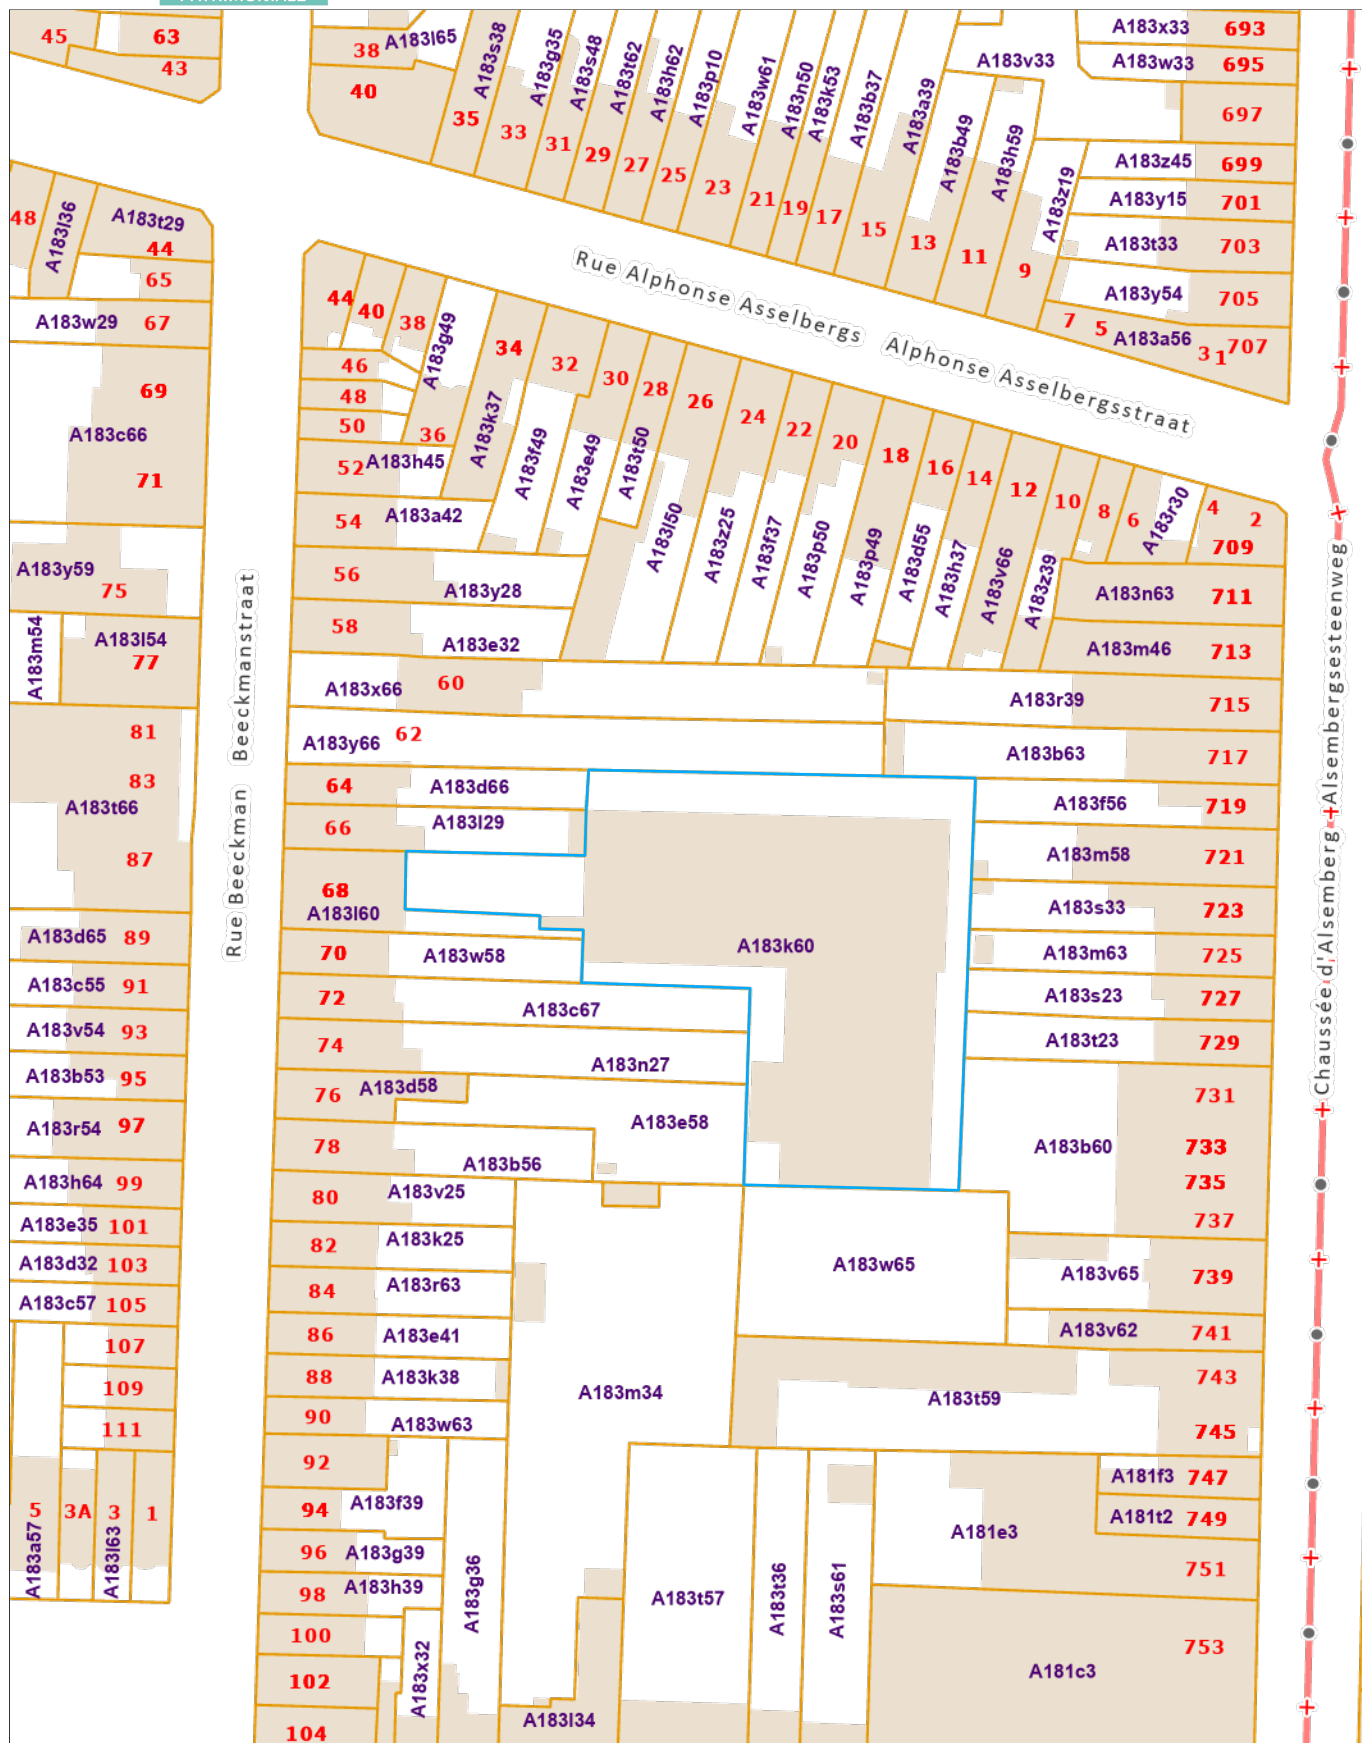 45
63
43
38
A183l65
40
A183s38
35
A183g35
33
A183s48
31
A183t62
29
A183h62
27
A183p10
25
A183w61
23
A183n50
21
A183k53
19
A183b37
17
A183a39
15
A183b49
13
A183h59
11
A183v33
A183z19
9
A183x33
693
A183w33
695
697
A183z45
699
A183y15
701
A183t33
703
A183y54
705
7
5
A183a56
3
1
707
Rue Alphonse Asselbergs Alphonse Asselbergsstraat
48
A183l36
A183t29
44
65
A183w29
67
69
A183c66
71
A183y59
75
A183m54
A183l54
77
81
83
A183t66
87
A183d65
89
A183c55
91
A183v54
93
A183b53
95
A183r54
97
A183h64
99
A183e35
101
A183d32
103
A183c57
105
107
109
111
5
A183a57
3A
3
A183l63
1
Rue Beeckman Beeckmanstraat
44
40
38
A183g49
36
34
A183k37
32
A183f49
30
A183e49
28
A183t50
26
A183l50
24
A183z25
22
A183f37
20
A183p50
18
A183p49
16
A183d55
14
A183h37
12
A183v66
10
A183z39
8
6
A183r30
4
2
709
46
48
50
52
A183h45
54
A183a42
56
A183y28
58
A183e32
A183x66
60
A183y66
62
64
A183d66
66
A183l29
68
A183l60
70
A183w58
72
A183c67
74
A183n27
76
A183d58
A183e58
78
A183b56
80
A183v25
82
A183k25
84
A183r63
86
A183e41
88
A183k38
90
A183w63
92
94
A183f39
96
A183g39
98
A183h39
100
102
104
A183x32
A183g36
A183m34
A183l34
A183k60
A183n63
711
A183m46
713
A183r39
715
A183b63
717
A183f56
719
A183m58
721
A183s33
723
A183m63
725
A183s23
727
A183t23
729
731
A183b60
733
735
737
A183w65
A183v65
739
A183v62
741
743
A183t59
745
A181f3
747
A181t2
749
A181e3
751
A183t57
A183t36
A183s61
A181c3
753
Chaussée d'Alsemberg Alsembergsesteenweg